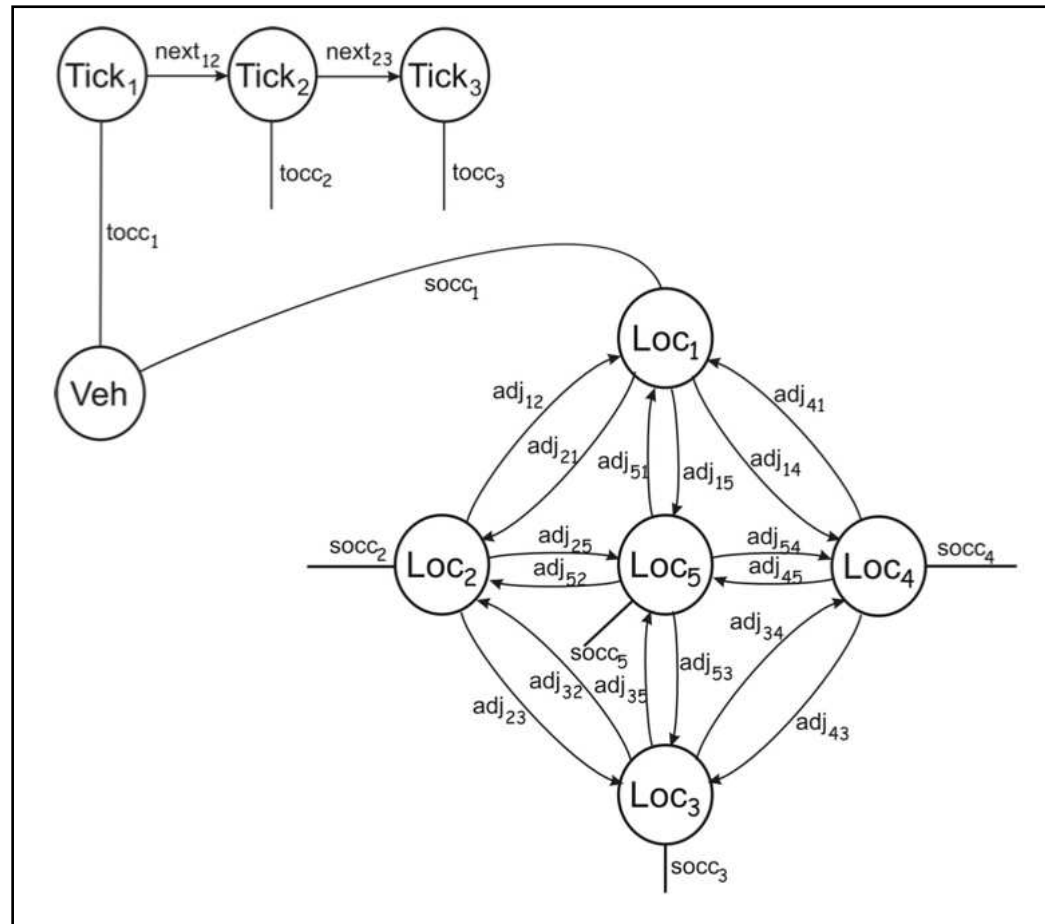 next₁₂
next₂₃
Tick₁
Tick₂
Tick₃
tocc₂
tocc₃
tocc₁
socc₁
Loc₁
Veh
adj₁₂
adj₄₁
adj₂₁
adj₅₁
adj₁₅
adj₁₄
socc₂
adj₂₅
adj₅₄
socc₄
Loc₂
adj₅₂
Loc₅
adj₄₅
Loc₄
adj₃₄
socc₅
adj₅₃
adj₃₂
adj₃₅
adj₂₃
adj₄₃
Loc₃
socc₃